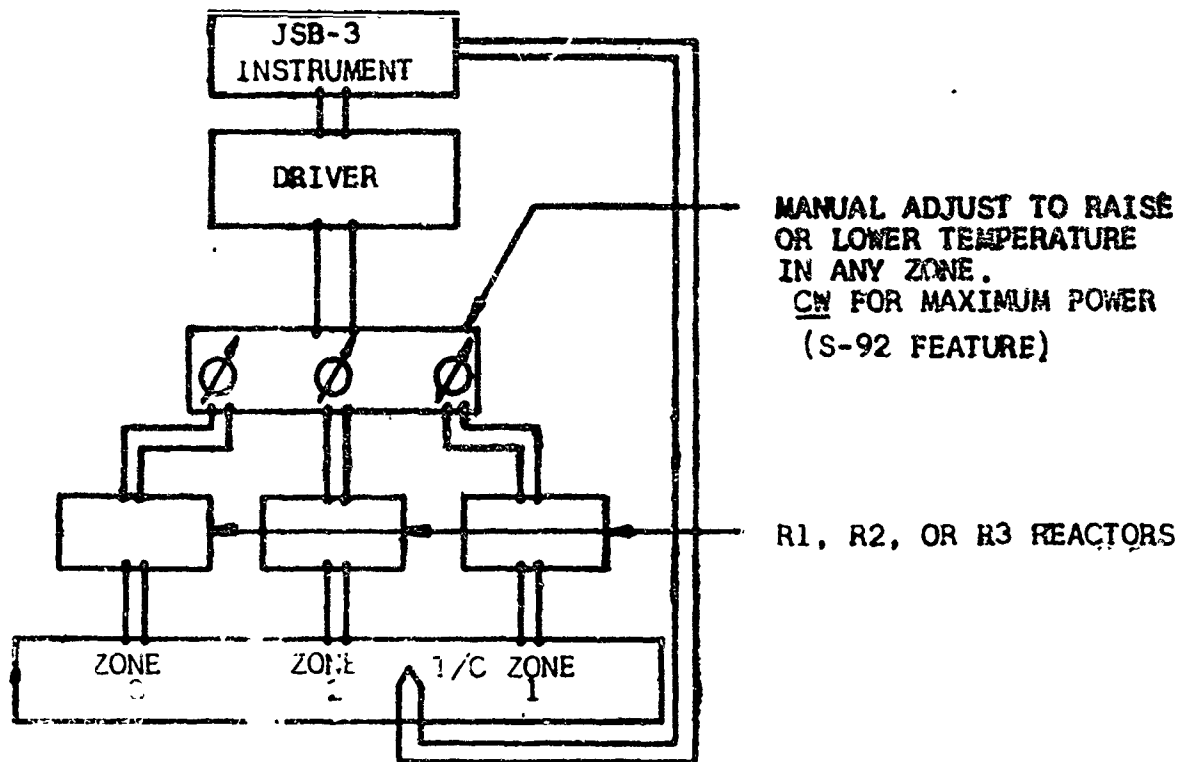 JSB-3
INSTRUMENT
DRIVER
MANUAL ADJUST TO RAISE
OR LOWER TEMPERATURE
IN ANY ZONE.
CW FOR MAXIMUM POWER
(S-92 FEATURE)
R1, R2, OR R3 REACTORS
ZONE ZONE T/C ZONE
2 1